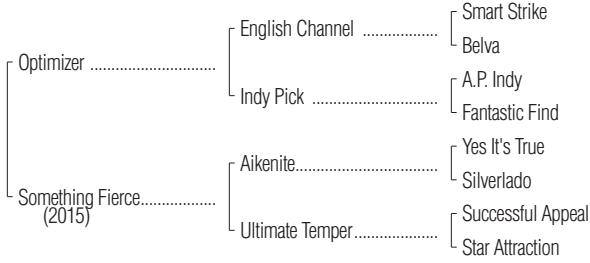 Smart Strike
English Channel ..................
Belva
Optimizer ..............................
A.P. Indy
Indy Pick ..............................
Fantastic Find
Yes It's True
Aikenite..................................
Silverlado
Something Fierce..................
(2015)
Successful Appeal
Ultimate Temper....................
Star Attraction